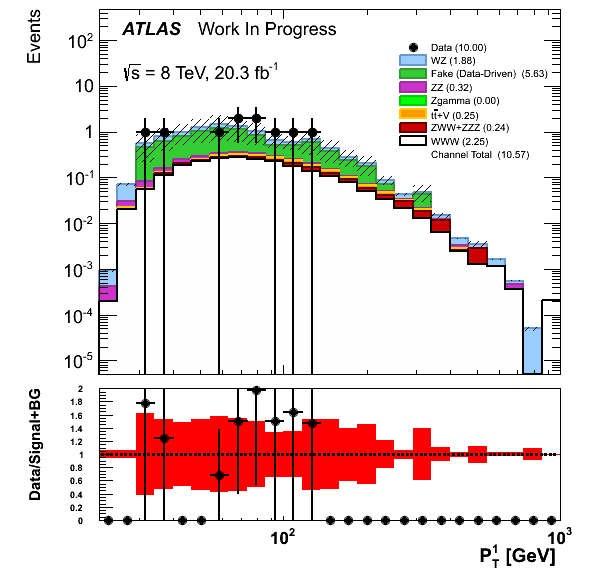 ATLAS Work In Progress
√s = 8 TeV, 20.3 fb⁻¹
Events
10²
10
1
10⁻¹
10⁻²
10⁻³
10⁻⁴
10⁻⁵
Data (10.00)
WZ (1.88)
Fake (Data-Driven) (5.63)
ZZ (0.32)
Zgamma (0.00)
tt̄+V (0.25)
ZWW+ZZZ (0.24)
WWW (2.25)
Channel Total (10.57)
Data/Signal+BG
2
1.8
1.6
1.4
1.2
1
0.8
0.6
0.4
0.2
0
10²
10³
P_T¹ [GeV]